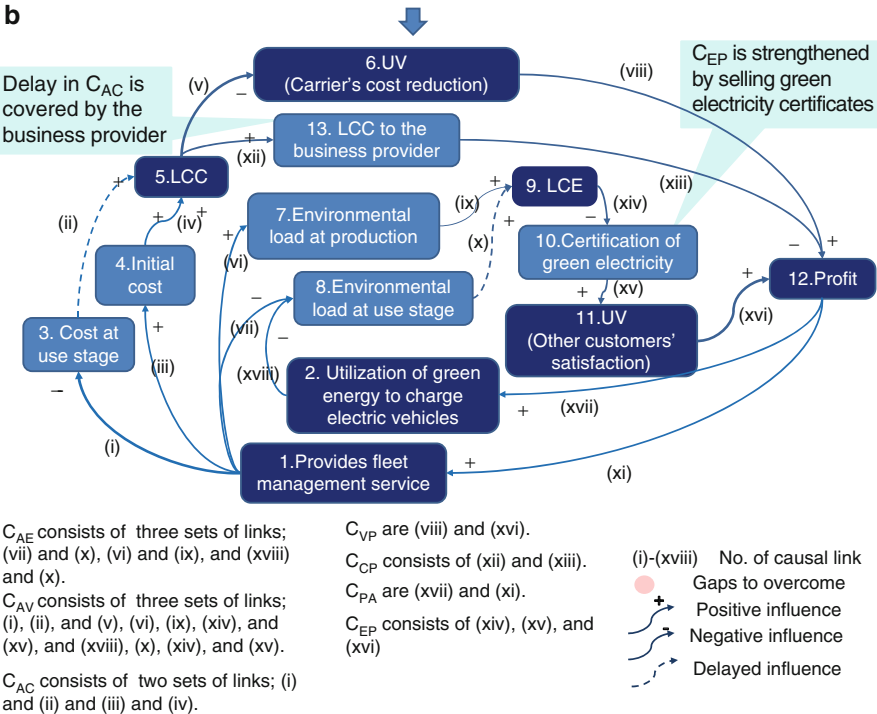 b
6.UV
(Carrier's cost reduction)
(v)
−
(viii)
C_EP is strengthened
by selling green
electricity certificates
Delay in C_AC is
covered by the
business provider
13. LCC to the
business provider
+
(xii)
(xiii)
5.LCC
+
(ii)
+
(iv)
+
7.Environmental
load at production
+
(vi)
(ix)
+
9. LCE
(x)
+
(xiv)
−
10.Certification of
green electricity
−
+
12.Profit
4.Initial
cost
8.Environmental
load at use stage
−
(vii)
+
(xv)
+
(xvi)
11.UV
(Other customers'
satisfaction)
3. Cost at
use stage
+
(iii)
−
(xviii)
2. Utilization of green
energy to charge
electric vehicles
+
(xvii)
−
(i)
1.Provides fleet
management service
+
(xi)
C_AE consists of three sets of links;
(vii) and (x), (vi) and (ix), and (xviii)
and (x).
C_AV consists of three sets of links;
(i), (ii), and (v), (vi), (ix), (xiv), and
(xv), and (xviii), (x), (xiv), and (xv).
C_AC consists of two sets of links; (i)
and (ii) and (iii) and (iv).
C_VP are (viii) and (xvi).
C_CP consists of (xii) and (xiii).
C_PA are (xvii) and (xi).
C_EP consists of (xiv), (xv), and
(xvi)
(i)-(xviii) No. of causal link
Gaps to overcome
+ Positive influence
- Negative influence
Delayed influence